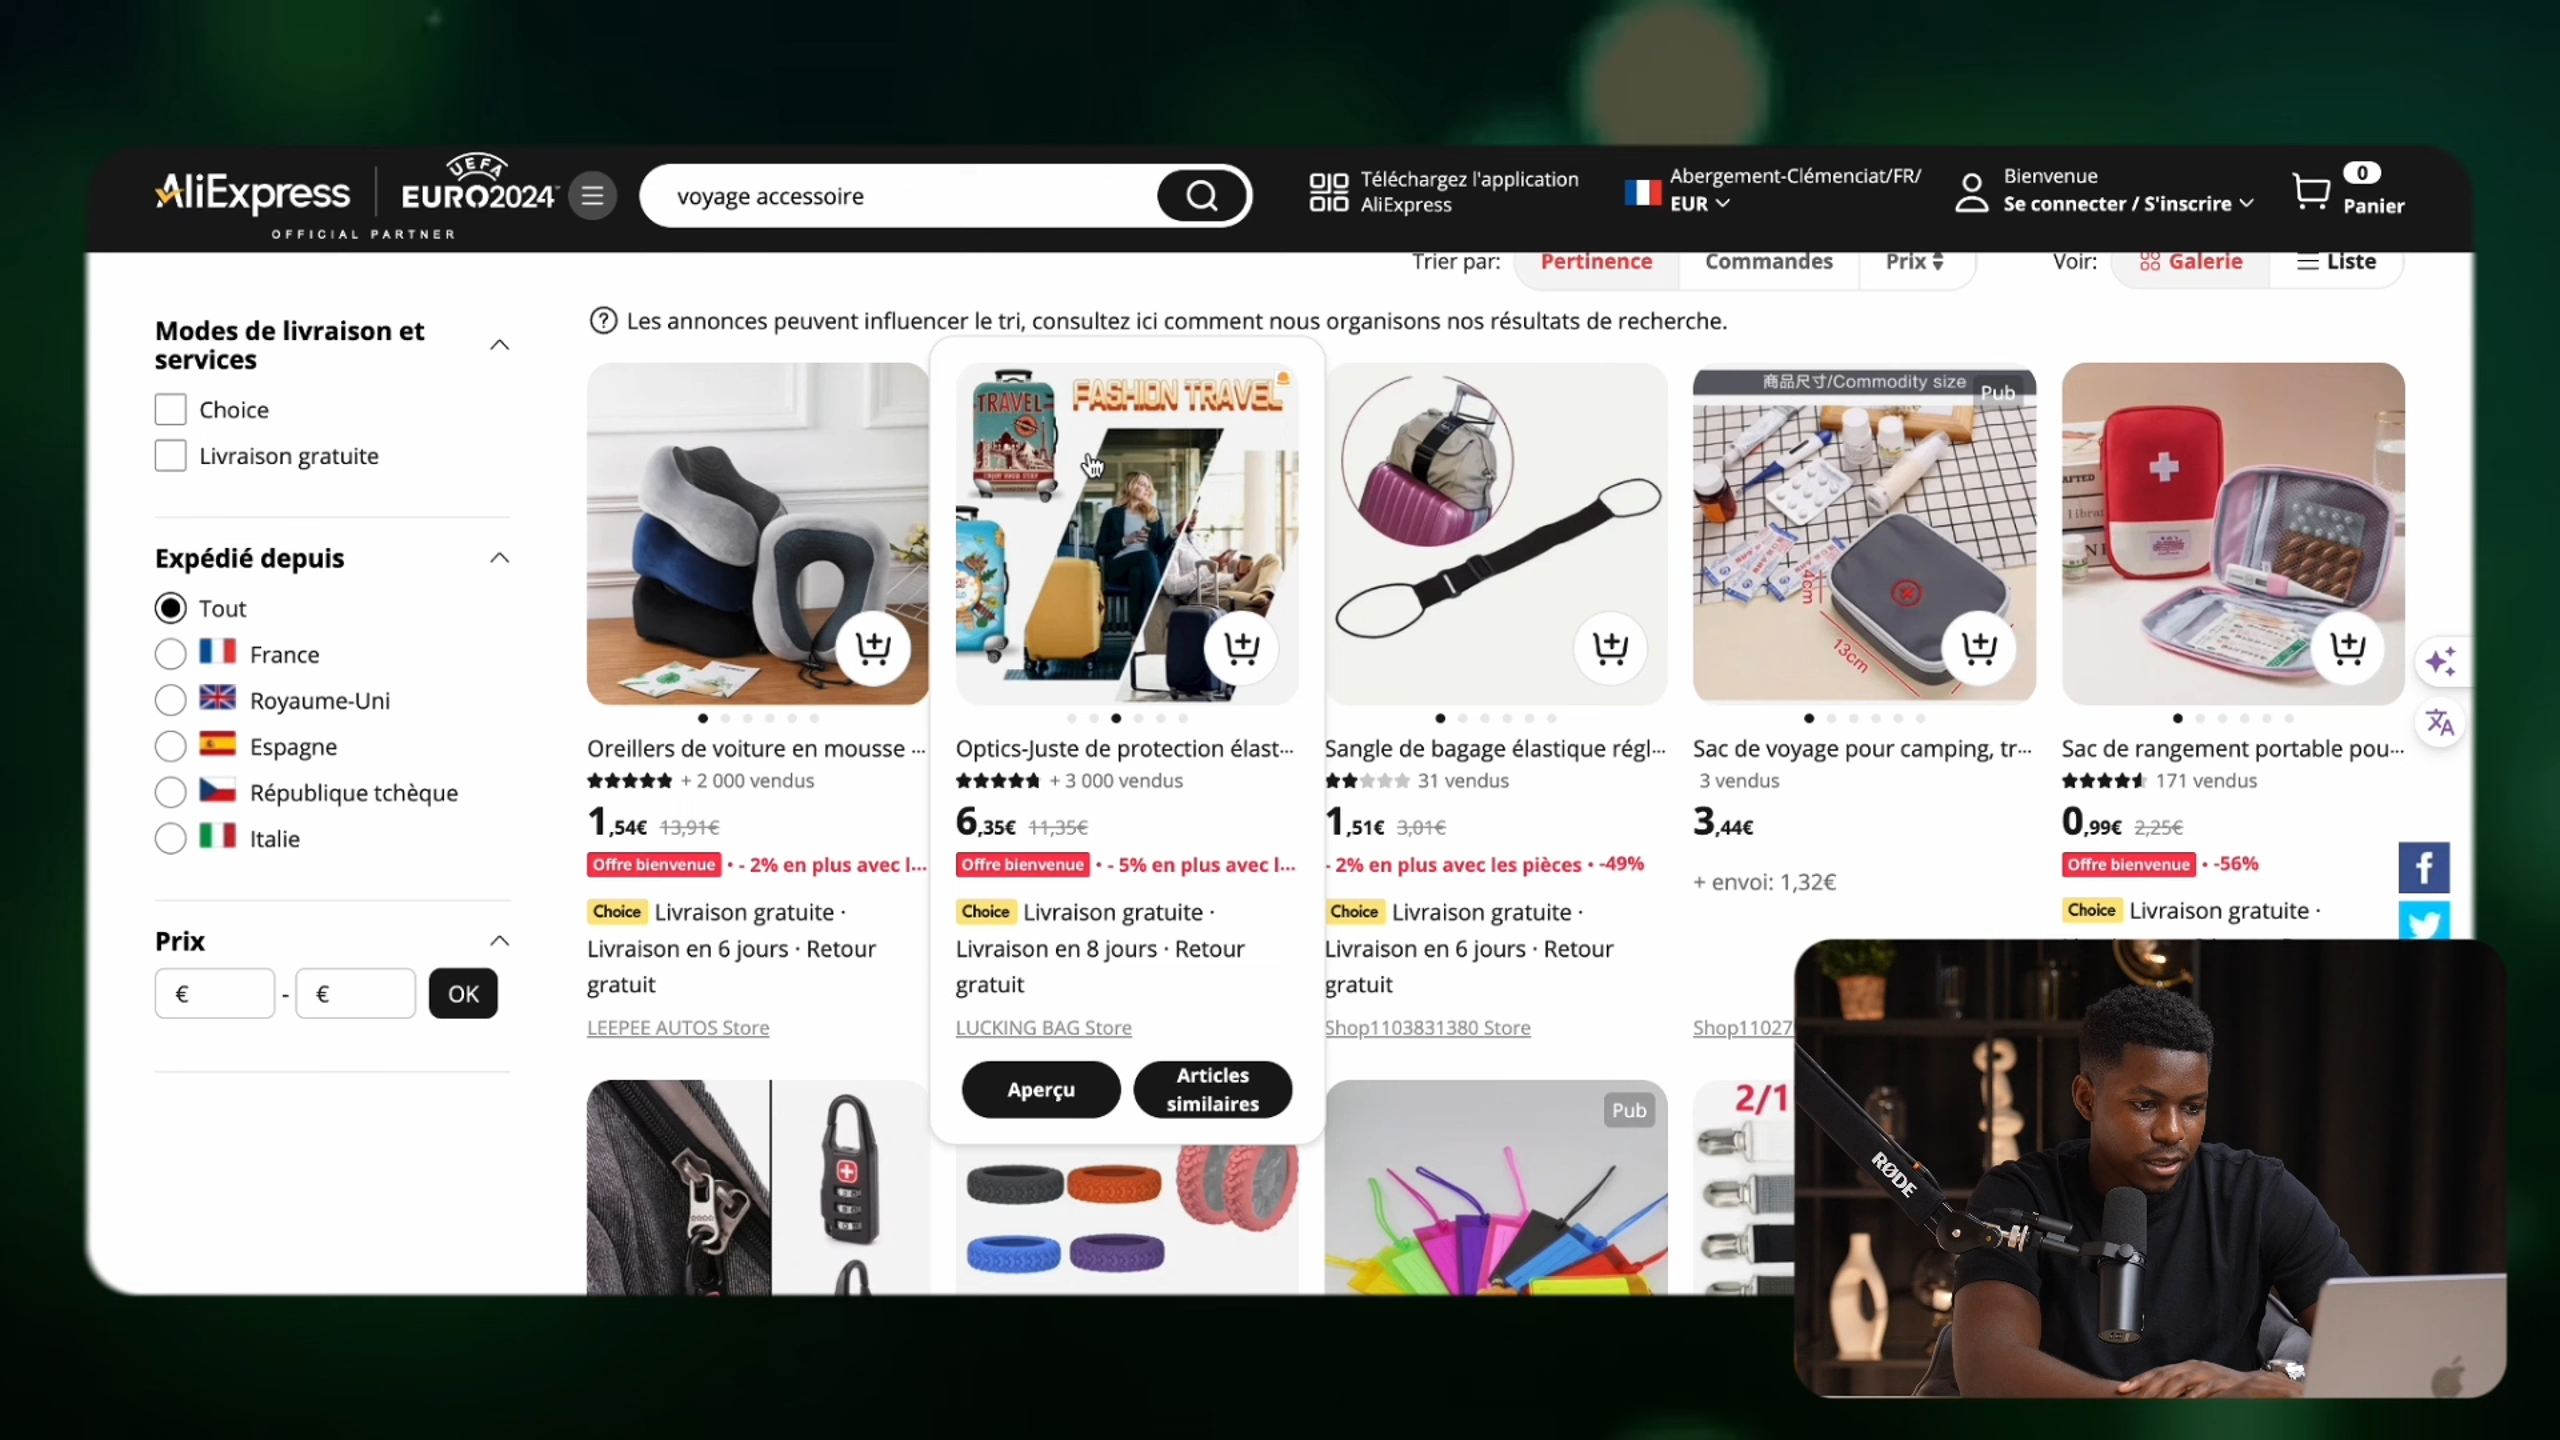 AliExpress
UEFA
EURO2024
OFFICIAL PARTNER
voyage accessoire
Téléchargez l'application
AliExpress
Abergement-Clémenciat/FR/
EUR
Bienvenue
Se connecter / S'inscrire
0
Panier
Trier par:
Pertinence
Commandes
Prix
Voir:
Galerie
Liste
Les annonces peuvent influencer le tri, consultez ici comment nous organisons nos résultats de recherche.
Modes de livraison et
services
Choice
Livraison gratuite
Expédié depuis
Tout
France
Royaume-Uni
Espagne
République tchèque
Italie
Prix
€ - €
OK
Oreillers de voiture en mousse ...
+ 2 000 vendus
1,54€ 13,91€
Offre bienvenue • - 2% en plus avec l...
Choice Livraison gratuite ·
Livraison en 6 jours · Retour
gratuit
LEEPEE AUTOS Store
TRAVEL
FASHION TRAVEL
Optics-Juste de protection élast...
+ 3 000 vendus
6,35€ 11,35€
Offre bienvenue • - 5% en plus avec l...
Choice Livraison gratuite ·
Livraison en 8 jours · Retour
gratuit
LUCKING BAG Store
Aperçu
Articles
similaires
Sangle de bagage élastique régl...
31 vendus
1,51€ 3,01€
- 2% en plus avec les pièces • -49%
Choice Livraison gratuite ·
Livraison en 6 jours · Retour
gratuit
Shop1103831380 Store
商品尺寸/Commodity size
Pub
4cm
13cm
Sac de voyage pour camping, tr...
3 vendus
3,44€
+ envoi: 1,32€
Shop11027
Sac de rangement portable pou...
171 vendus
0,99€ 2,25€
Offre bienvenue • -56%
Choice Livraison gratuite ·
Pub
2/1
RØDE